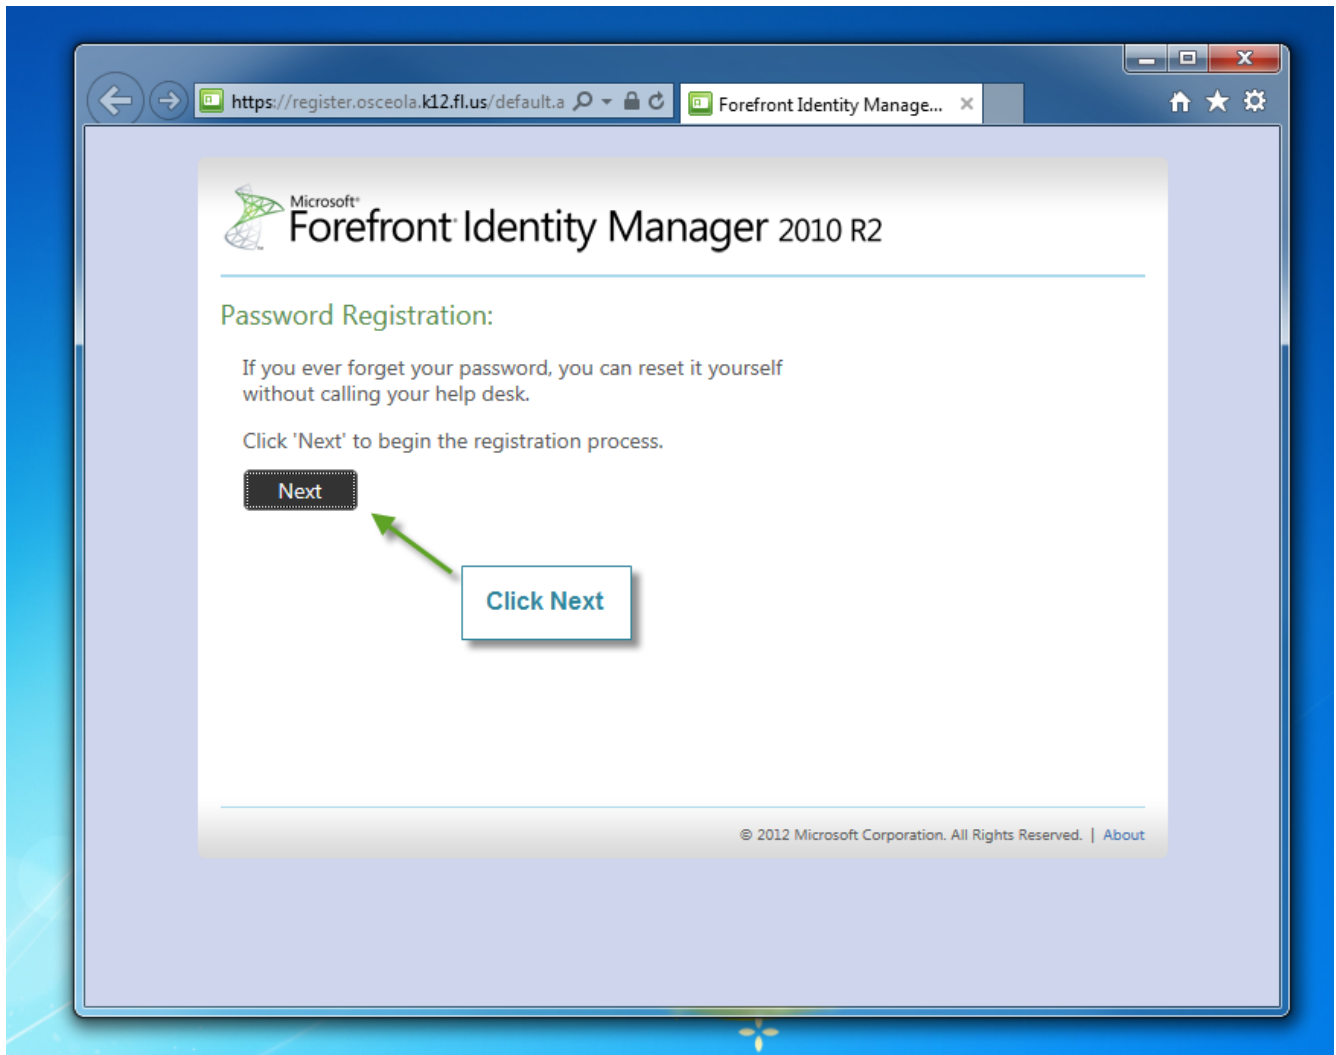 https://register.osceola.k12.fl.us/default.a
Forefront Identity Manage...
Microsoft®
Forefront Identity Manager 2010 R2
Password Registration:
If you ever forget your password, you can reset it yourself
without calling your help desk.
Click 'Next' to begin the registration process.
Next
Click Next
© 2012 Microsoft Corporation. All Rights Reserved. | About